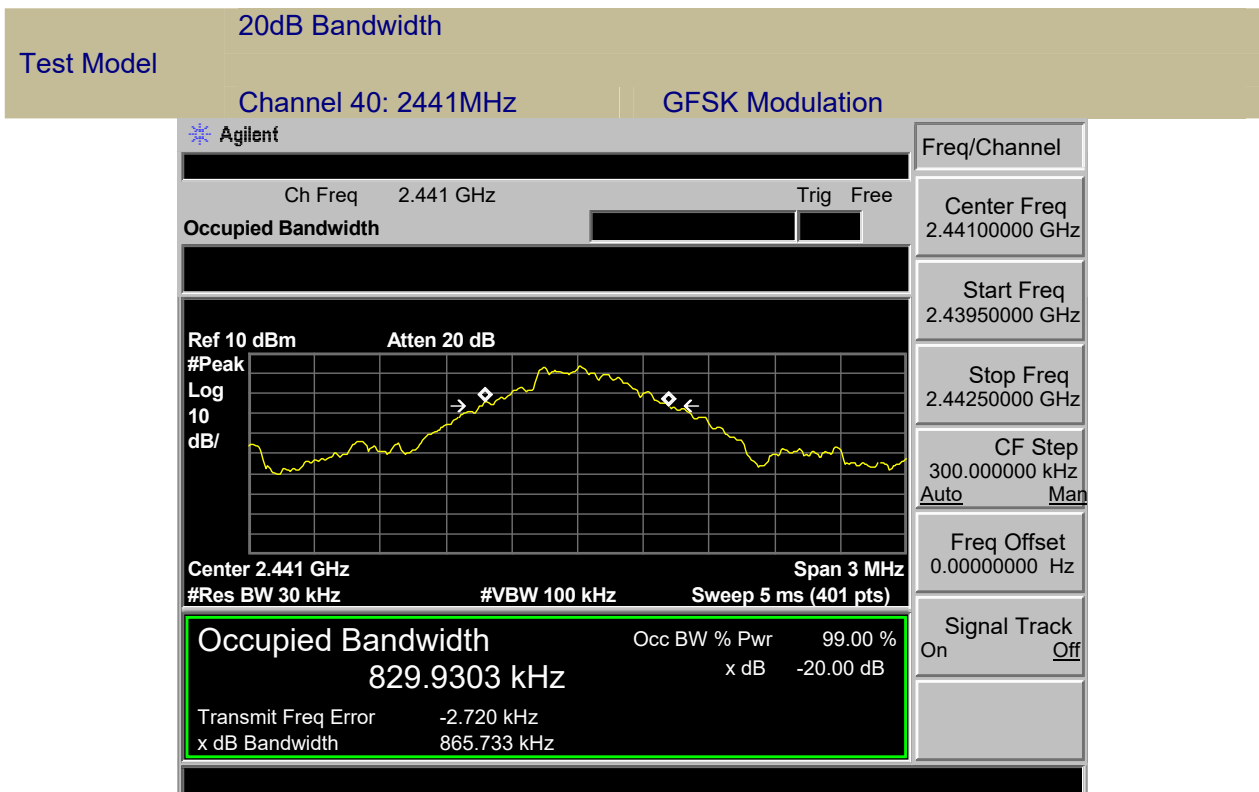 20dB Bandwidth
Test Model
Channel 40: 2441MHz GFSK Modulation
Agilent
Freq/Channel
Ch Freq 2.441 GHz Trig Free
Occupied Bandwidth
Center Freq
2.44100000 GHz
Start Freq
2.43950000 GHz
Ref 10 dBm Atten 20 dB
#Peak
Log
10
dB/
Stop Freq
2.44250000 GHz
CF Step
300.000000 kHz
Auto Man
Freq Offset
0.00000000 Hz
Center 2.441 GHz Span 3 MHz
#Res BW 30 kHz #VBW 100 kHz Sweep 5 ms (401 pts)
Signal Track
On Off
Occupied Bandwidth Occ BW % Pwr 99.00 %
829.9303 kHz x dB -20.00 dB
Transmit Freq Error -2.720 kHz
x dB Bandwidth 865.733 kHz